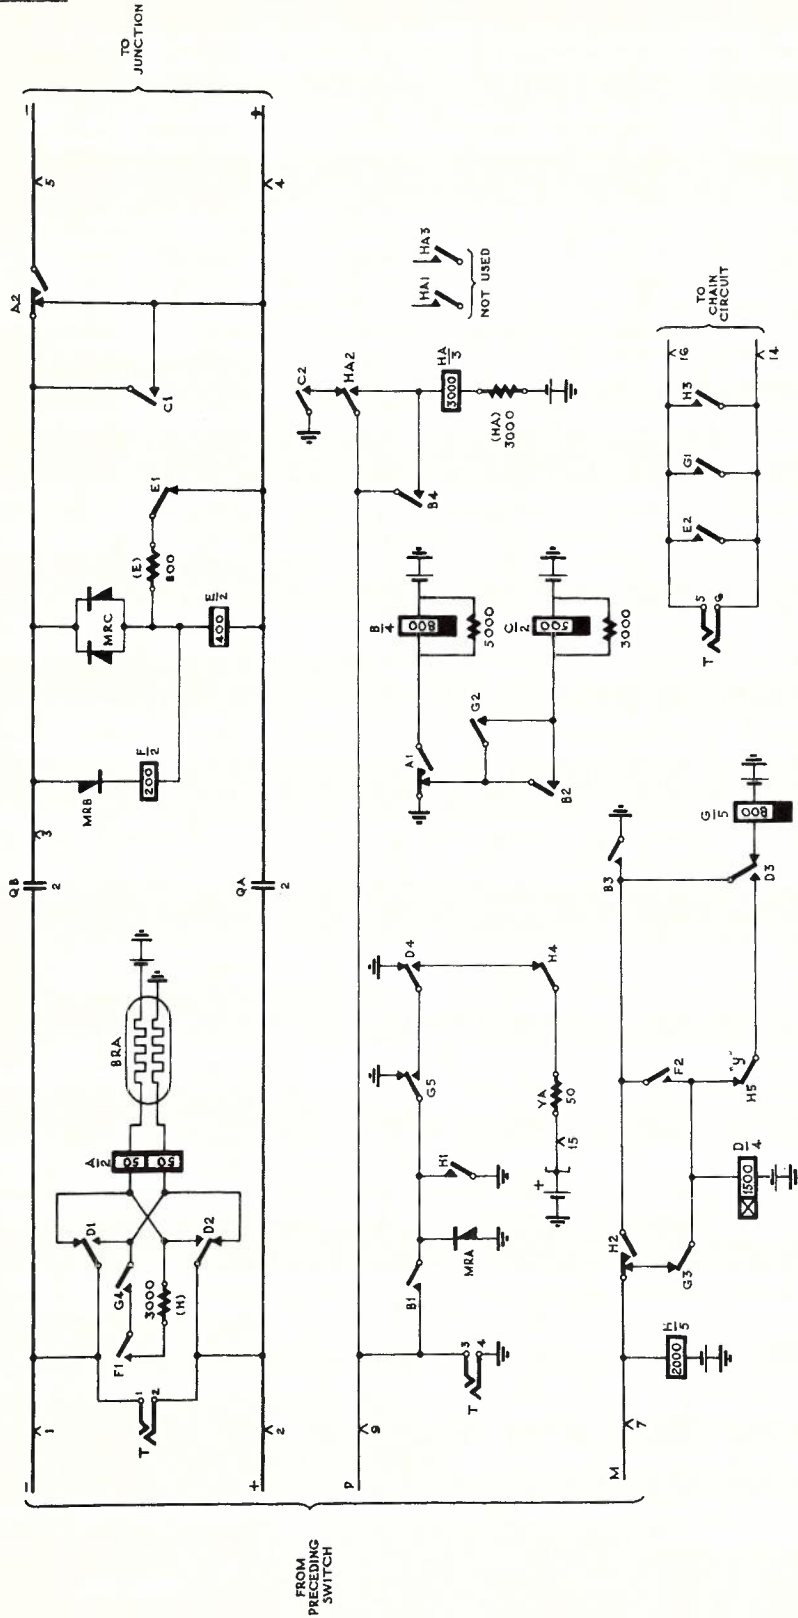 TO
JUNCTION
−
+
5
4
A2
C1
E1
(E)
800
MRC
E/2
400
F/2
200
MRB
3
QB
2
QA
2
BRA
A/2
50
50
D1
D2
G4
3000
(H)
F1
T
1
2
1
2
−
+
FROM
PRECEDING
SWITCH
HA1
HA3
NOT USED
C2
HA2
HA/3
3000
(HA)
3000
B4
B/4
800
5000
C/2
500
3000
A1
G2
B2
D4
G5
H4
YA
50
15
+
H1
MRA
B1
T
3
4
P
9
TO
CHAIN
CIRCUIT
16
14
H3
G1
E2
T
5
6
G/5
800
B3
D3
F2
"Y"
H5
D/4
1500
H2
G3
H/5
2000
M
7